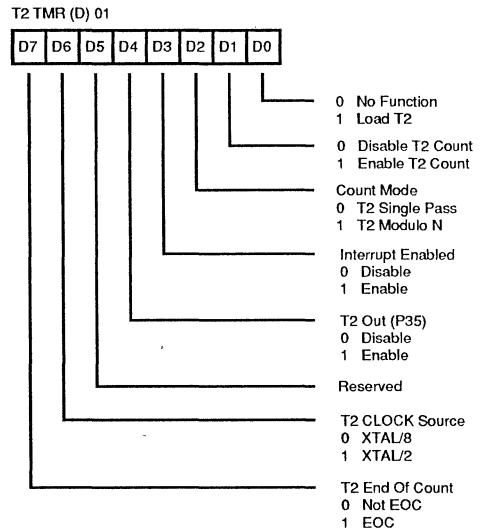 T2 TMR (D) 01
D7 D6 D5 D4 D3 D2 D1 D0
0 No Function
1 Load T2
0 Disable T2 Count
1 Enable T2 Count
Count Mode
0 T2 Single Pass
1 T2 Modulo N
Interrupt Enabled
0 Disable
1 Enable
T2 Out (P35)
0 Disable
1 Enable
Reserved
T2 CLOCK Source
0 XTAL/8
1 XTAL/2
T2 End Of Count
0 Not EOC
1 EOC